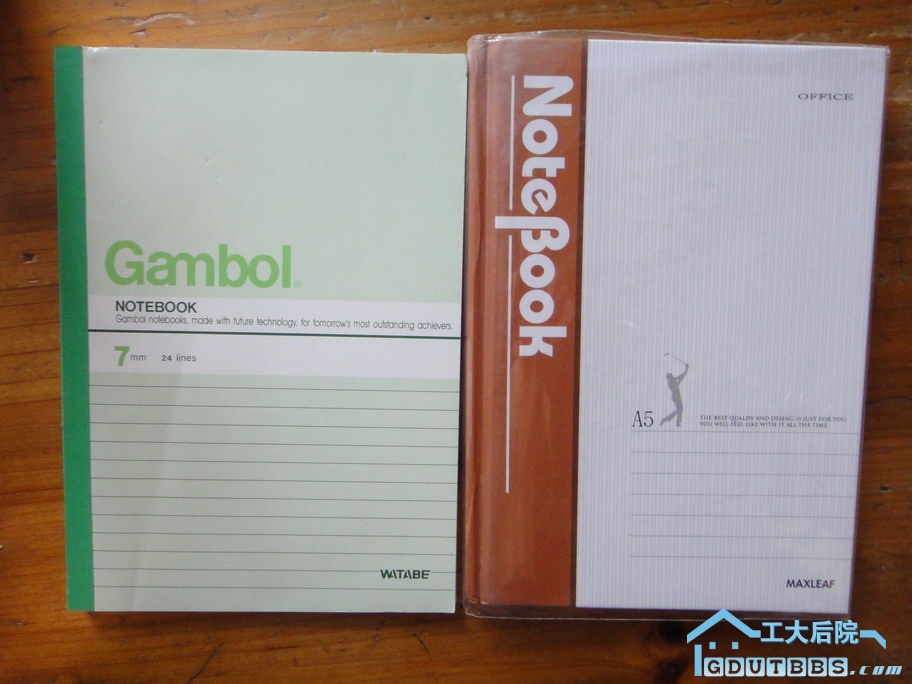 Gambol®
NOTEBOOK
Gambol notebooks, made with future technology, for tomorrow's most outstanding achievers.
7mm 24 lines
WATABE
Noteβook
OFFICE
A5
THE BEST QUALDY AND DESING IS JUST FOR YOU
YOU WILL FEEL LIKE WITH IT ALL THE TIME
MAXLEAF
工大后院
GDUTBBS.com